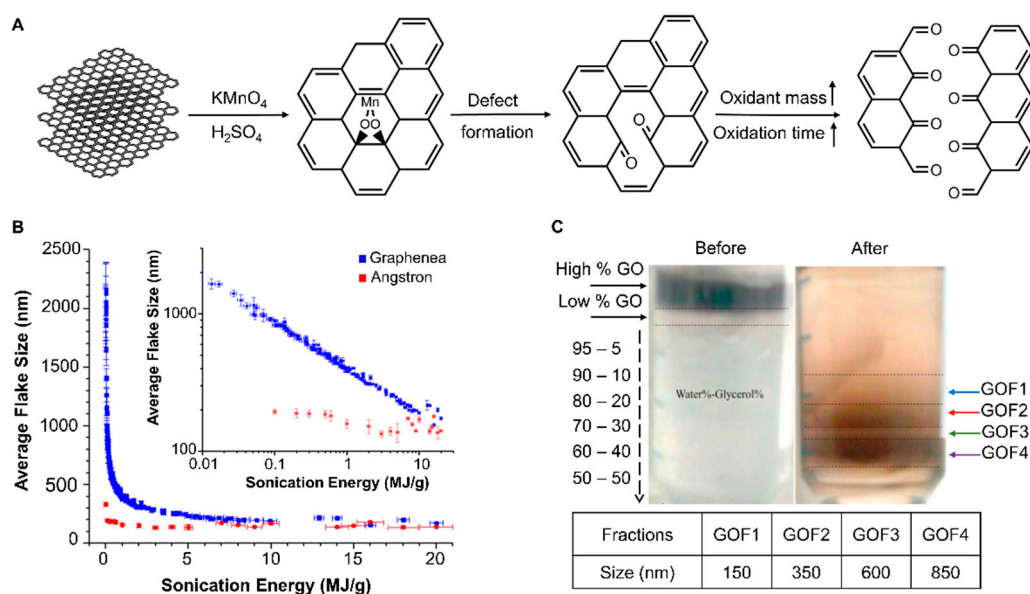 A
KMnO4
H2SO4
Mn
OO
Defect
formation
O
O
Oxidant mass
Oxidation time
O
O
O
O
O
O
O
O
B
Average Flake Size (nm)
2500
2000
1500
1000
500
0
0
5
10
15
20
Sonication Energy (MJ/g)
Graphenea
Angstron
Average Flake Size (nm)
1000
100
0.01
0.1
1
10
Sonication Energy (MJ/g)
C
Before
After
High % GO
Low % GO
95 – 5
90 – 10
80 – 20
70 – 30
60 – 40
50 – 50
Water%-Glycerol%
GOF1
GOF2
GOF3
GOF4
Fractions GOF1 GOF2 GOF3 GOF4
Size (nm) 150 350 600 850